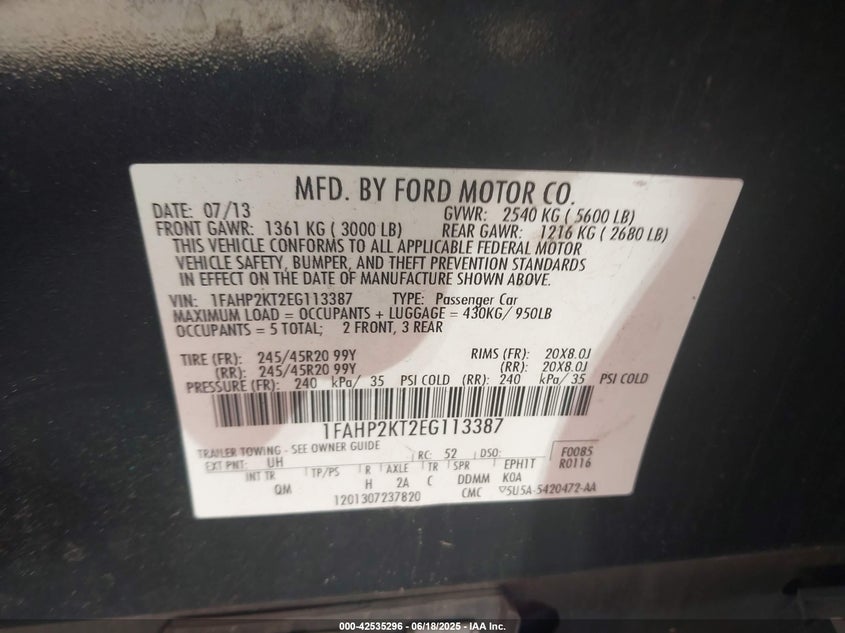 MFD. BY FORD MOTOR CO.
DATE: 07/13 GVWR: 2540 KG ( 5600 LB)
FRONT GAWR: 1361 KG ( 3000 LB) REAR GAWR: 1216 KG ( 2680 LB)
THIS VEHICLE CONFORMS TO ALL APPLICABLE FEDERAL MOTOR
VEHICLE SAFETY, BUMPER, AND THEFT PREVENTION STANDARDS
IN EFFECT ON THE DATE OF MANUFACTURE SHOWN ABOVE.
VIN: 1FAHP2KT2EG113387 TYPE: Passenger Car
MAXIMUM LOAD = OCCUPANTS + LUGGAGE = 430KG/ 950LB
OCCUPANTS = 5 TOTAL; 2 FRONT, 3 REAR
TIRE (FR): 245/45R20 99Y RIMS (FR): 20X8.0J
(RR): 245/45R20 99Y (RR): 20X8.0J
PRESSURE (FR): 240 kPa/ 35 PSI COLD (RR): 240 kPa/ 35 PSI COLD
1FAHP2KT2EG113387
TRAILER TOWING - SEE OWNER GUIDE RC: 52 DSO: F0085
EXT PNT: UH R0116
INT TR TP/PS R AXLE TR SPR EPH1T
QM H 2A C DDMM KOA
1201307237820 CMC 5U5A-5420472-AA
000-42535296 - 06/18/2025 - IAA Inc.